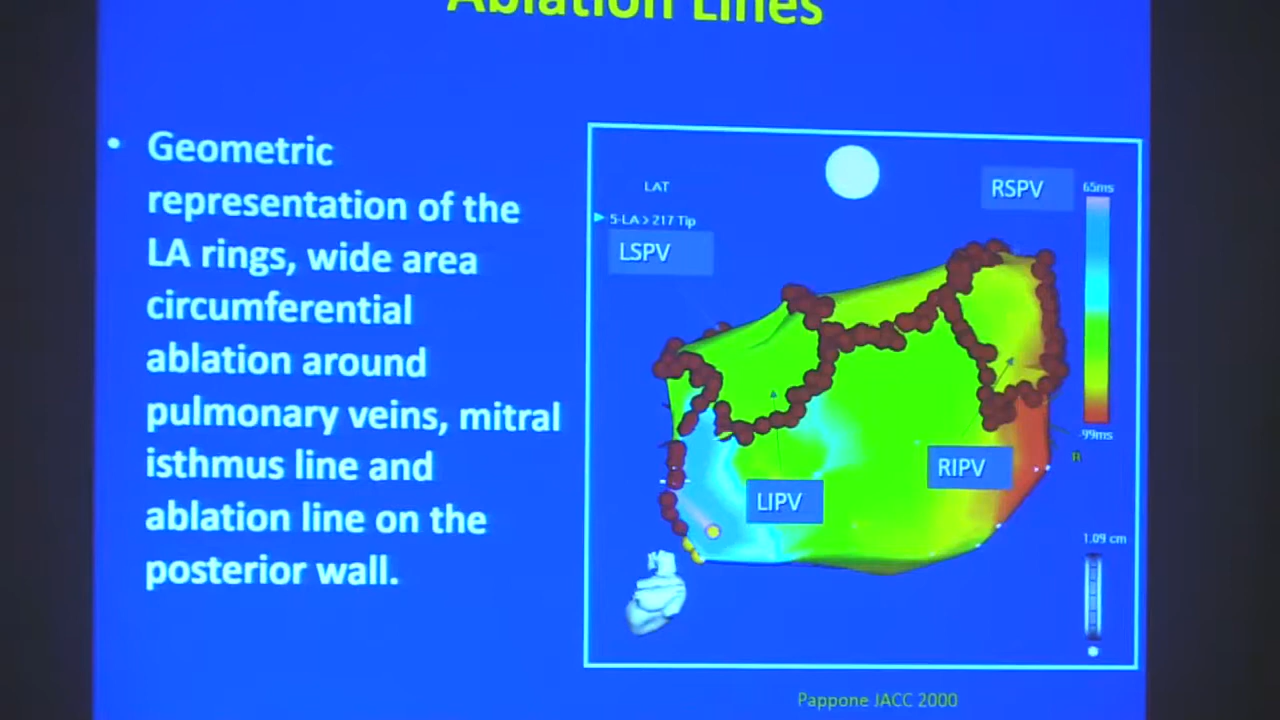 Ablation Lines
• Geometric
representation of the
LA rings, wide area
circumferential
ablation around
pulmonary veins, mitral
isthmus line and
ablation line on the
posterior wall.
LAT
5-LA > 217 Tip
LSPV
RSPV
65ms
-99ms
R
RIPV
LIPV
1.09 cm
Pappone JACC 2000